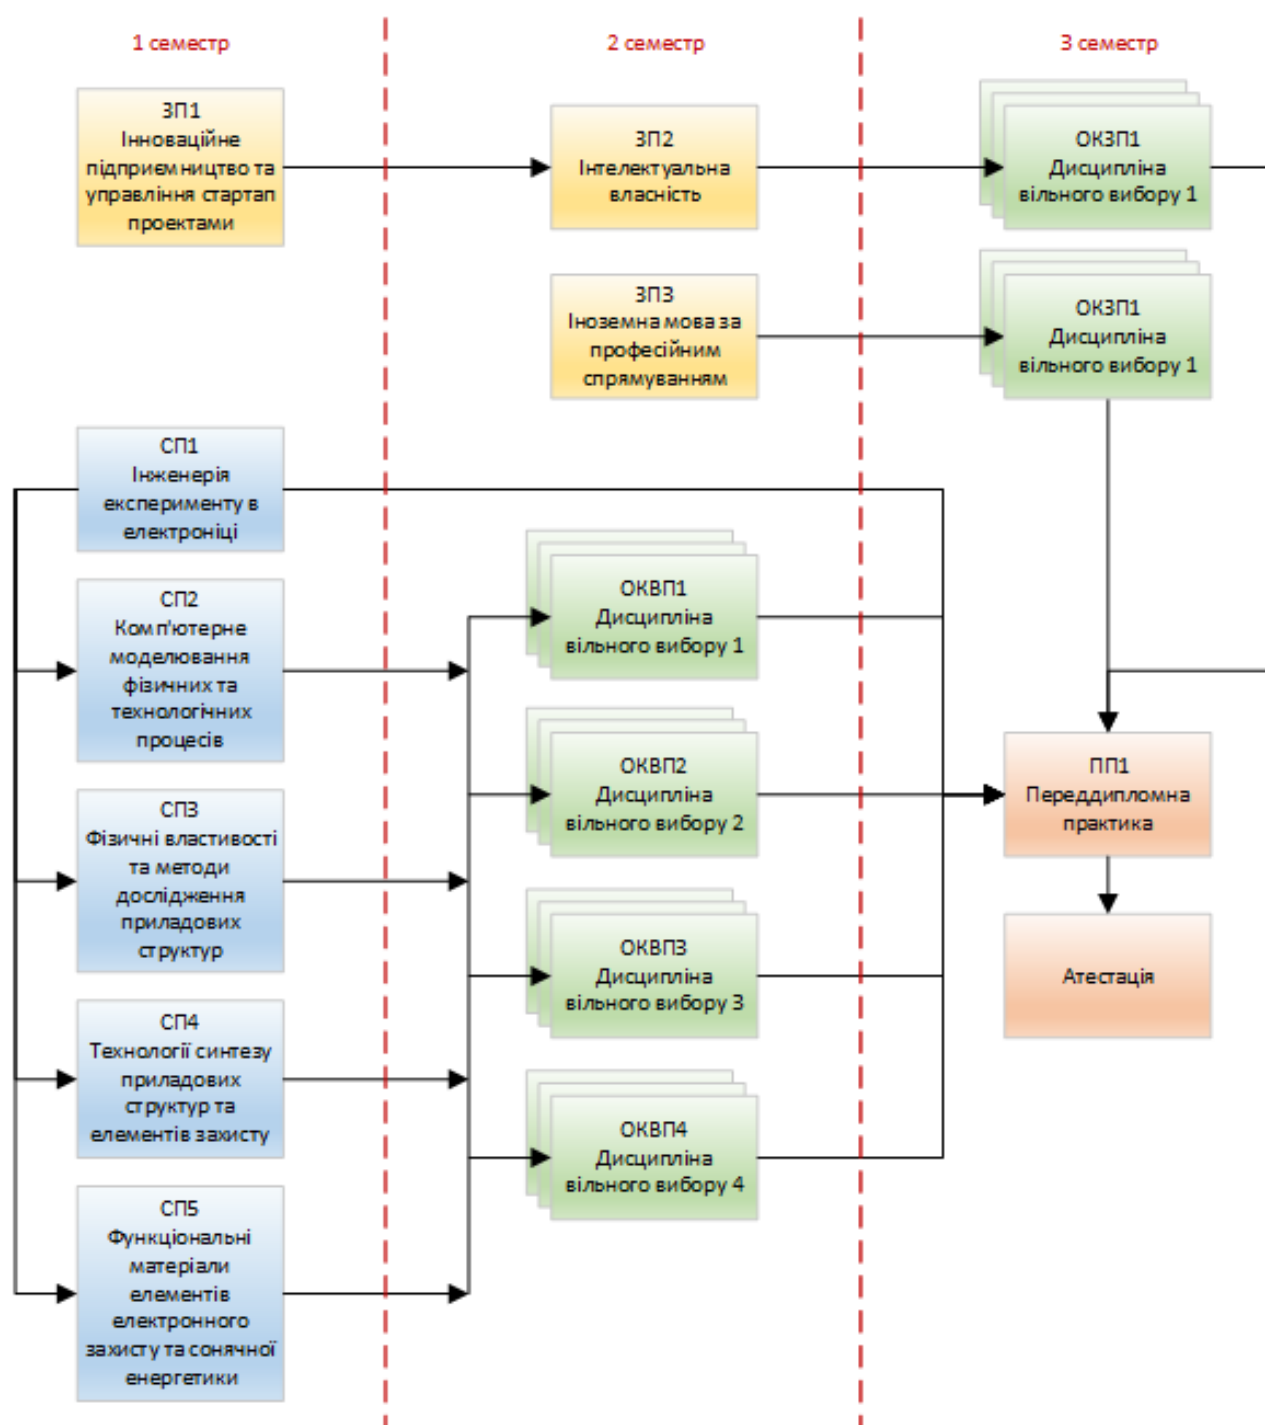 1 семестр
2 семестр
3 семестр
ЗП1
Інноваційне
підприємництво та
управління стартап
проектами
ЗП2
Інтелектуальна
власність
ОКЗП1
Дисципліна
вільного вибору 1
ЗП3
Іноземна мова за
професійним
спрямуванням
ОКЗП1
Дисципліна
вільного вибору 1
СП1
Інженерія
експерименту в
електроніці
СП2
Комп'ютерне
моделювання
фізичних та
технологічних
процесів
СП3
Фізичні властивості
та методи
дослідження
приладових
структур
СП4
Технології синтезу
приладових
структур та
елементів захисту
СП5
Функціональні
матеріали
елементів
електронного
захисту та сонячної
енергетики
ОКВП1
Дисципліна
вільного вибору 1
ОКВП2
Дисципліна
вільного вибору 2
ОКВП3
Дисципліна
вільного вибору 3
ОКВП4
Дисципліна
вільного вибору 4
ПП1
Переддипломна
практика
Атестація